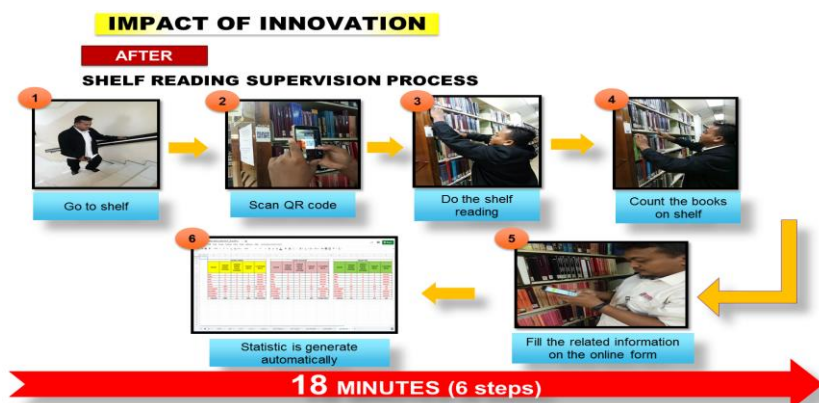 IMPACT OF INNOVATION
AFTER
SHELF READING SUPERVISION PROCESS
1
Go to shelf
2
Scan QR code
3
Do the shelf
reading
4
Count the books
on shelf
5
Fill the related information
on the online form
6
Statistic is generate
automatically
18 MINUTES (6 steps)